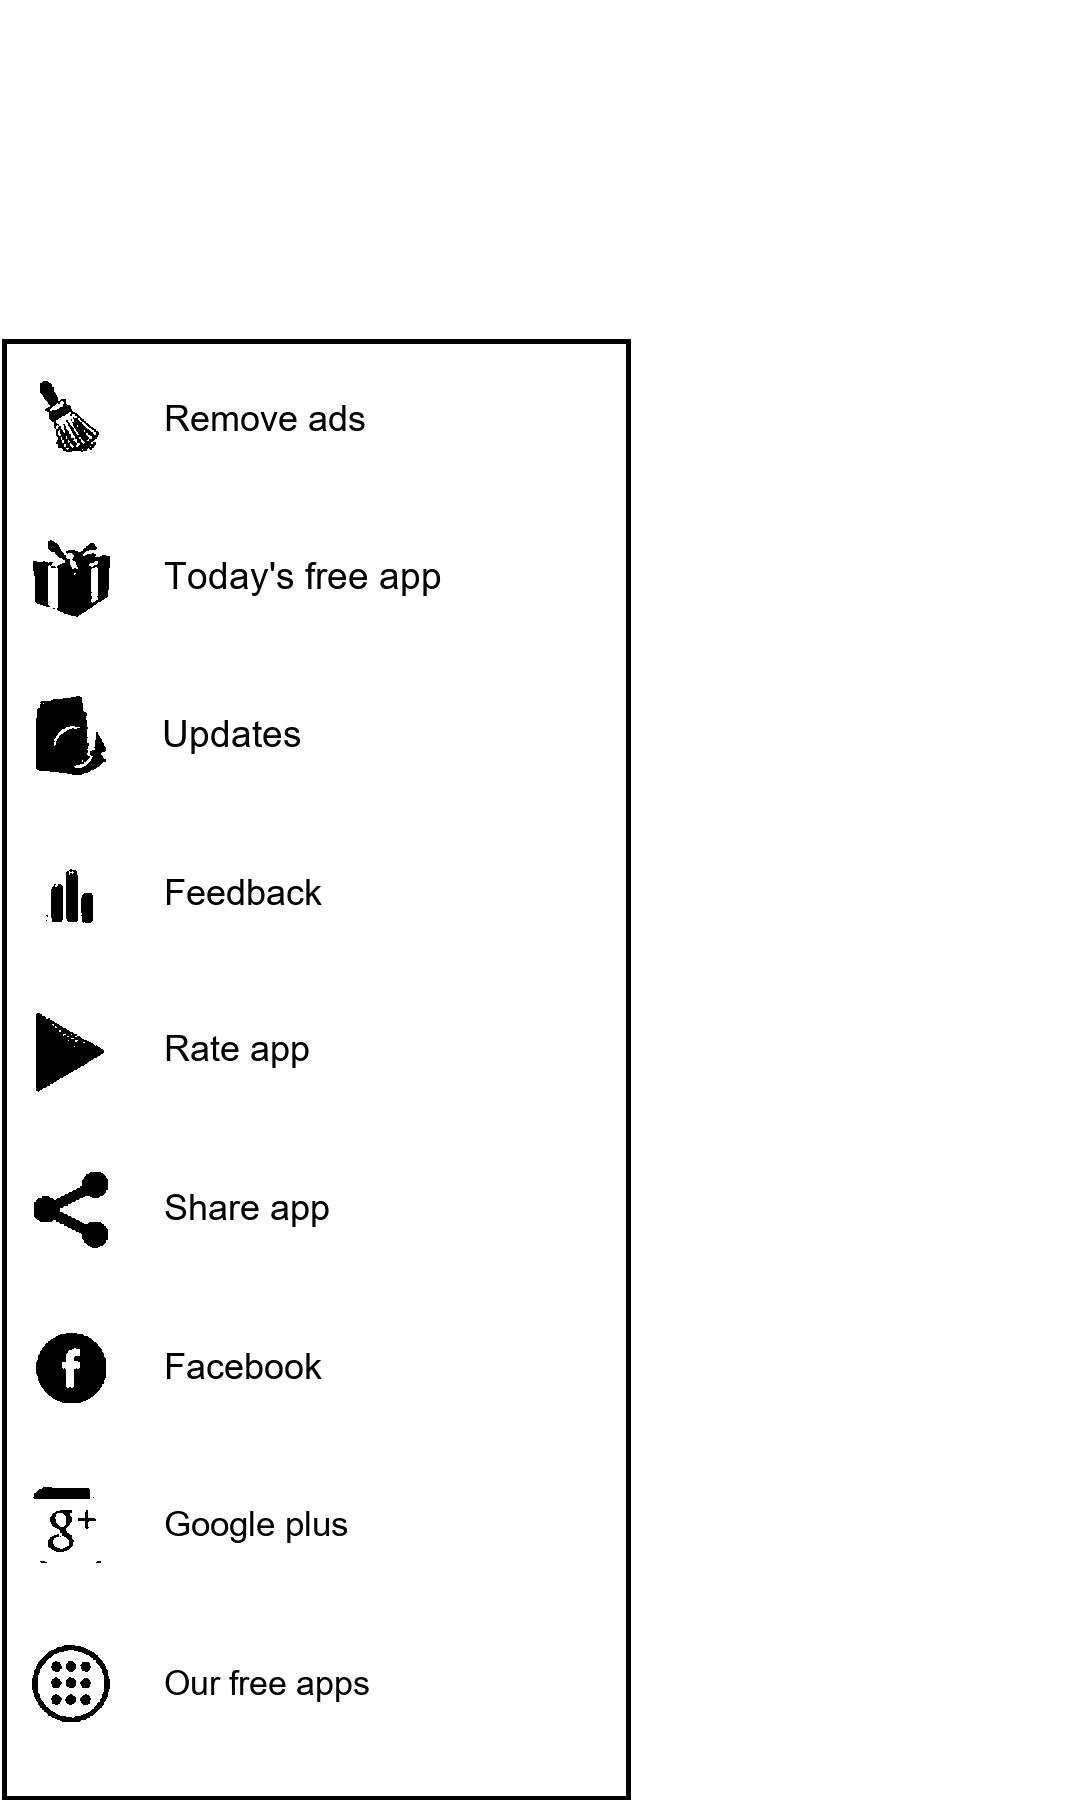 Remove ads
Today's free app
Updates
Feedback
Rate app
Share app
f
Facebook
g+
Google plus
Our free apps